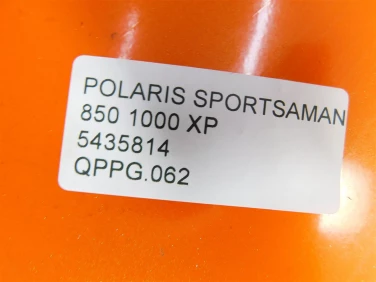 POLARIS SPORTSAMAN
850 1000 XP
5435814
QPPG.062